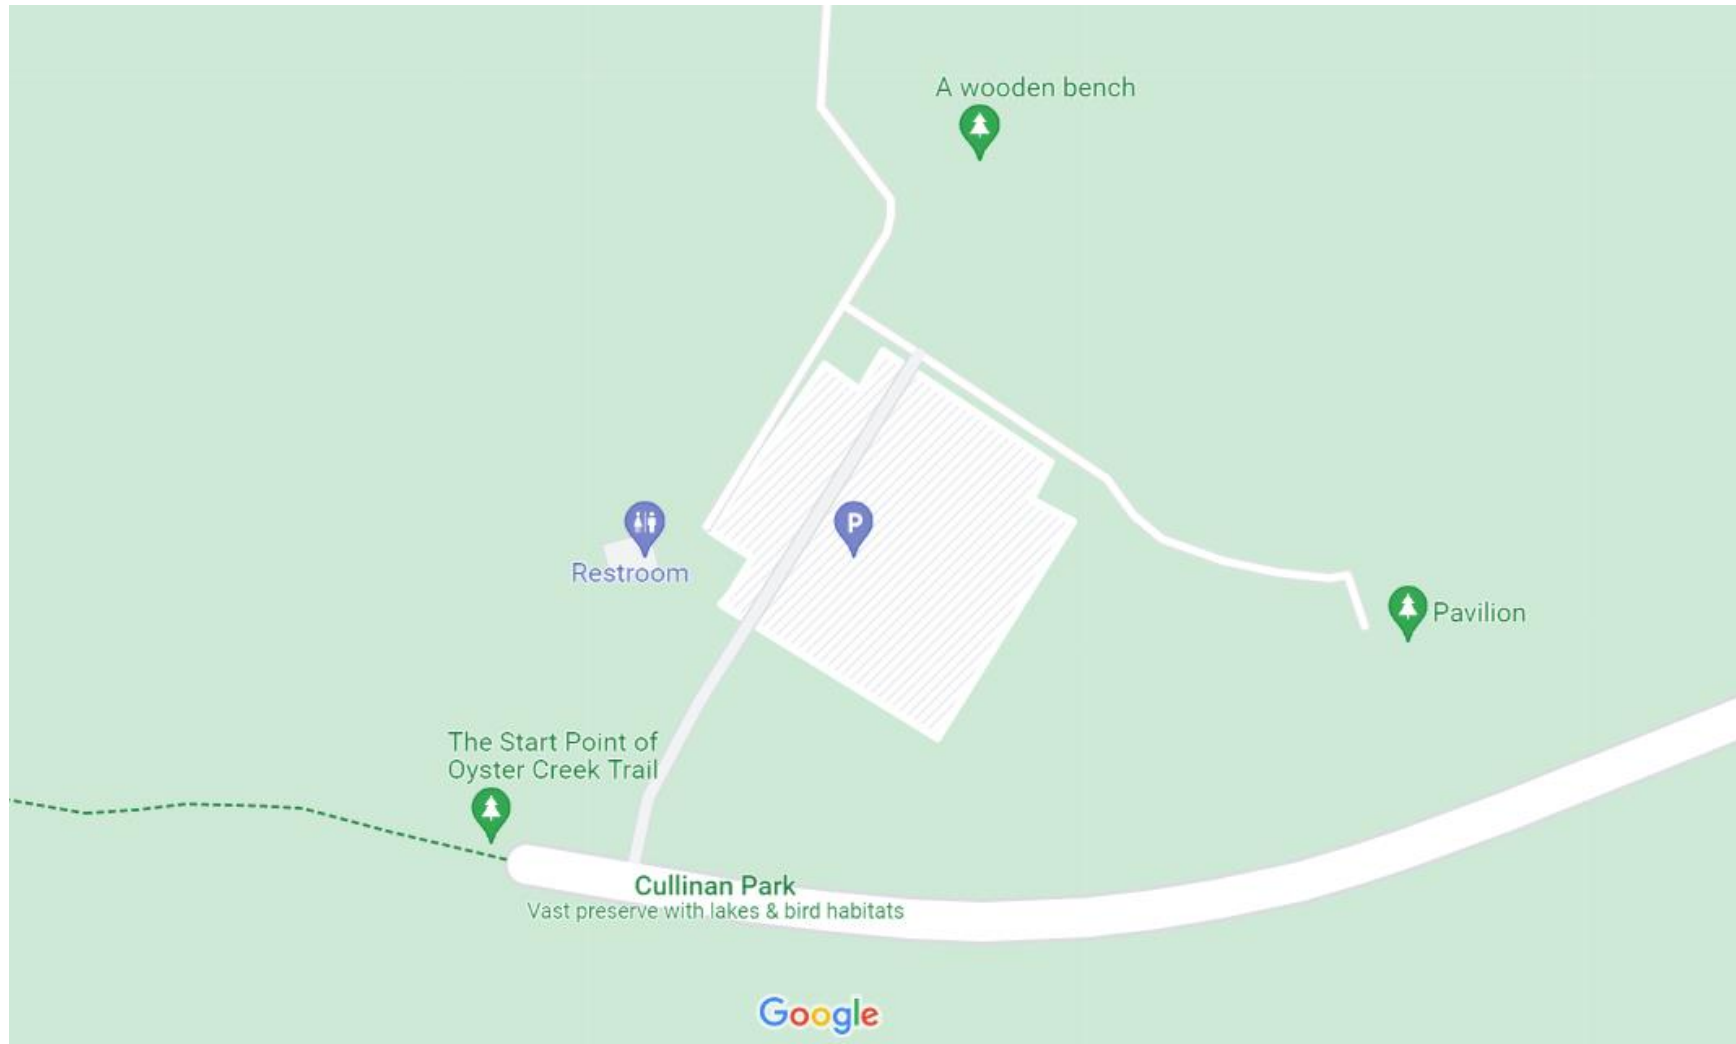 A wooden bench
P
Restroom
Pavilion
The Start Point of
Oyster Creek Trail
Cullinan Park
Vast preserve with lakes & bird habitats
Google